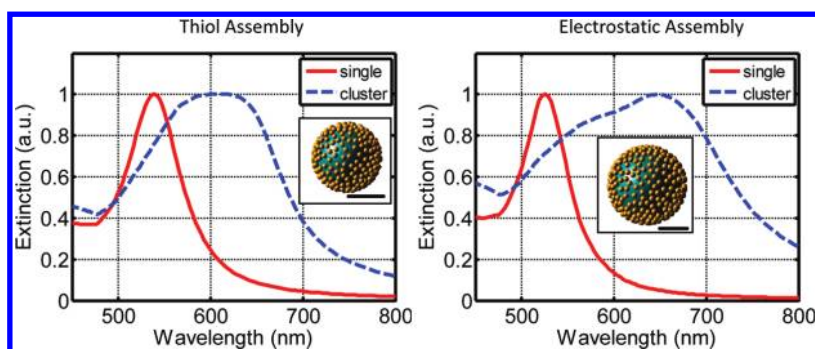 Thiol Assembly
Extinction (a.u.)
1
0.8
0.6
0.4
0.2
0
500
600
700
800
Wavelength (nm)
single
cluster
Electrostatic Assembly
Extinction (a.u.)
1
0.8
0.6
0.4
0.2
0
500
600
700
800
Wavelength (nm)
single
cluster